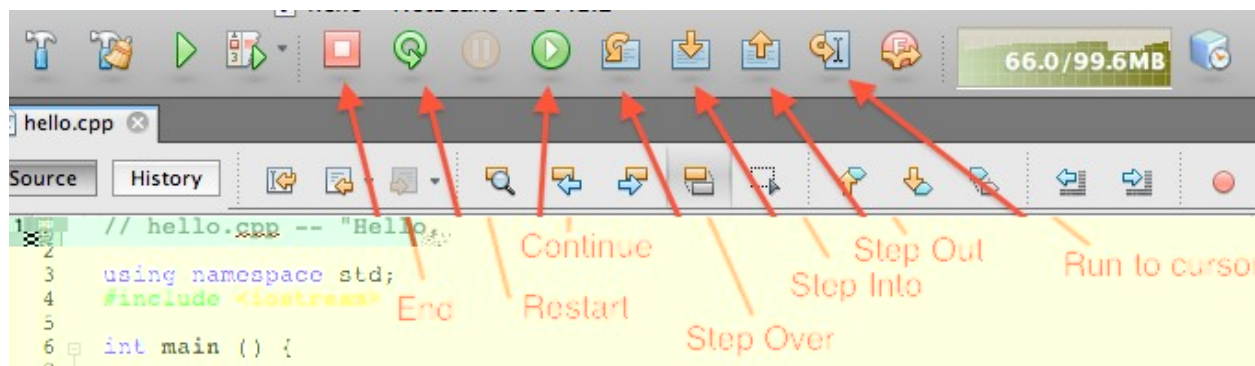 66.0/99.6MB
hello.cpp
Source
History
1 // hello.cpp -- "Hello,
2
3 using namespace std;
4 #include <iostream>
5
6 int main () {
Continue
Step Out
Run to cursor
Step Into
End
Restart
Step Over